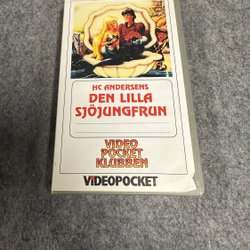 HC ANDERSENS
DEN LILLA
SJÖJUNGFRUN
VIDEO
POCKET
KLUBBEN
VIDEOPOCKET